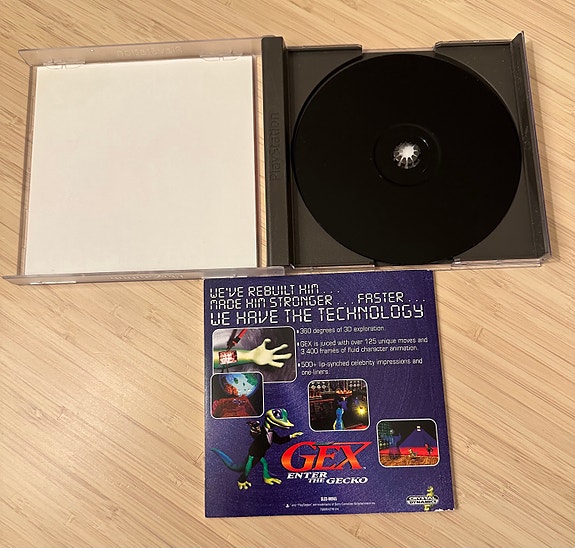 PlayStation
WE'VE REBUILT HIM . . .
MADE HIM STRONGER . . . FASTER . . .
WE HAVE THE TECHNOLOGY
360 degrees of 3D exploration.
GEX is juiced with over 125 unique moves and
3,400 frames of fluid character animation.
500+ lip-synched celebrity impressions and
one-liners.
GEX
ENTER
THE GECKO
CRYSTAL
DYNAMICS